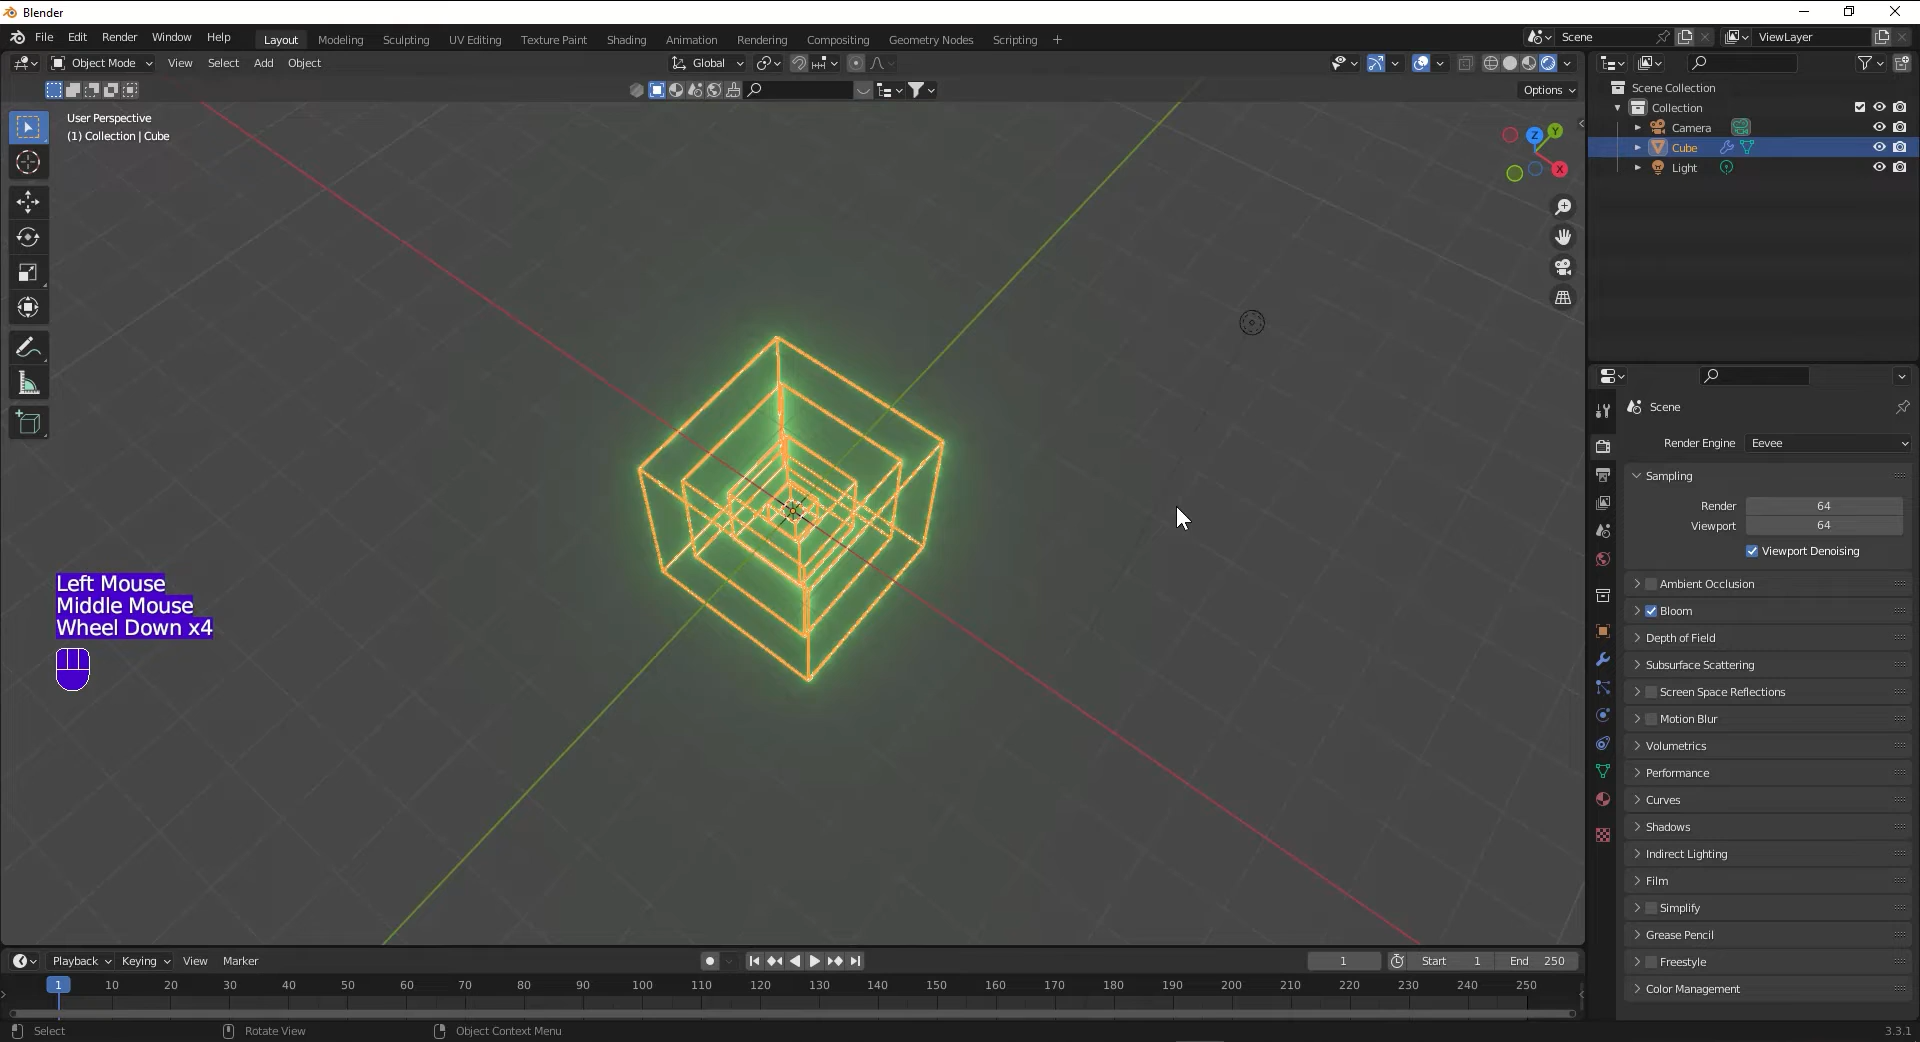 Blender
File Edit Render Window Help Layout Modeling Sculpting UV Editing Texture Paint Shading Animation Rendering Compositing Geometry Nodes Scripting + Scene ViewLayer
Object Mode View Select Add Object Global
Options
User Perspective
(1) Collection | Cube
Z Y
X
Scene Collection
Collection
Camera
Cube
Light
Left Mouse
Middle Mouse
Wheel Down x4
Scene
Render Engine Eevee
Sampling
Render 64
Viewport 64
Viewport Denoising
Ambient Occlusion
Bloom
Depth of Field
Subsurface Scattering
Screen Space Reflections
Motion Blur
Volumetrics
Performance
Curves
Shadows
Indirect Lighting
Film
Simplify
Grease Pencil
Freestyle
Color Management
Playback Keying View Marker 1 Start 1 End 250
1 10 20 30 40 50 60 70 80 90 100 110 120 130 140 150 160 170 180 190 200 210 220 230 240 250
Select Rotate View Object Context Menu 3.3.1